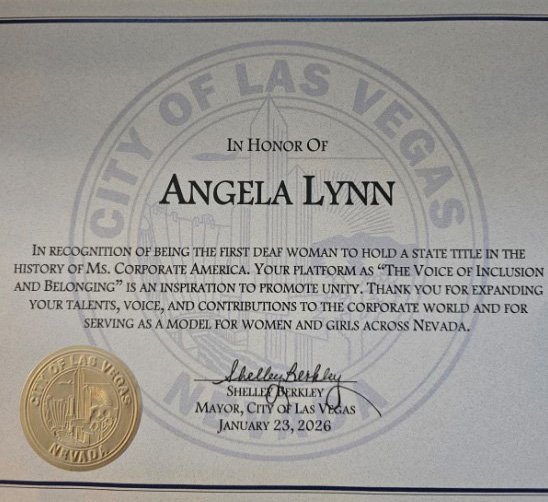 CITY OF LAS VEGAS
IN HONOR OF
ANGELA LYNN
IN RECOGNITION OF BEING THE FIRST DEAF WOMAN TO HOLD A STATE TITLE IN THE
HISTORY OF MS. CORPORATE AMERICA. YOUR PLATFORM AS “THE VOICE OF INCLUSION
AND BELONGING” IS AN INSPIRATION TO PROMOTE UNITY. THANK YOU FOR EXPANDING
YOUR TALENTS, VOICE, AND CONTRIBUTIONS TO THE CORPORATE WORLD AND FOR
SERVING AS A MODEL FOR WOMEN AND GIRLS ACROSS NEVADA.
Shelley Berkley
SHELLEY BERKLEY
MAYOR, CITY OF LAS VEGAS
JANUARY 23, 2026
NEVADA
CITY OF LAS VEGAS
NEVADA